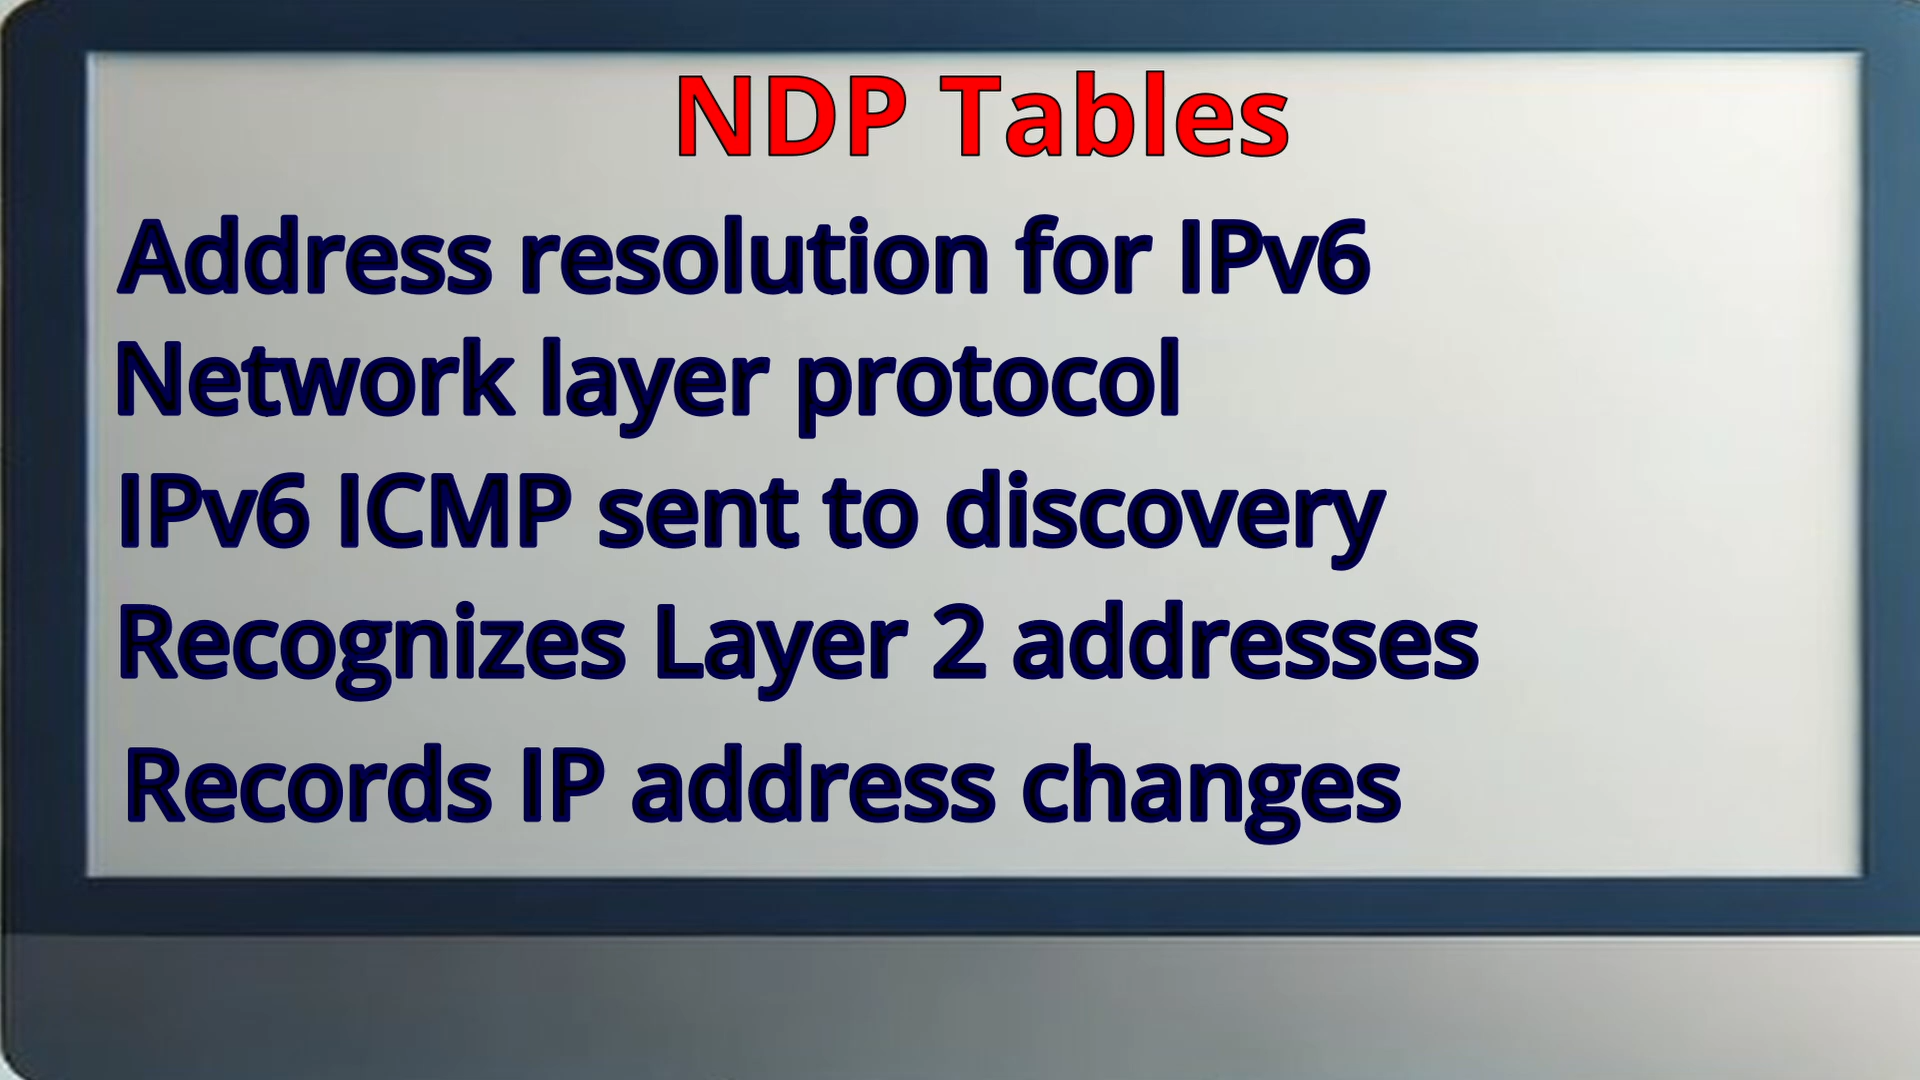 NDP Tables
Address resolution for IPv6
Network layer protocol
IPv6 ICMP sent to discovery
Recognizes Layer 2 addresses
Records IP address changes